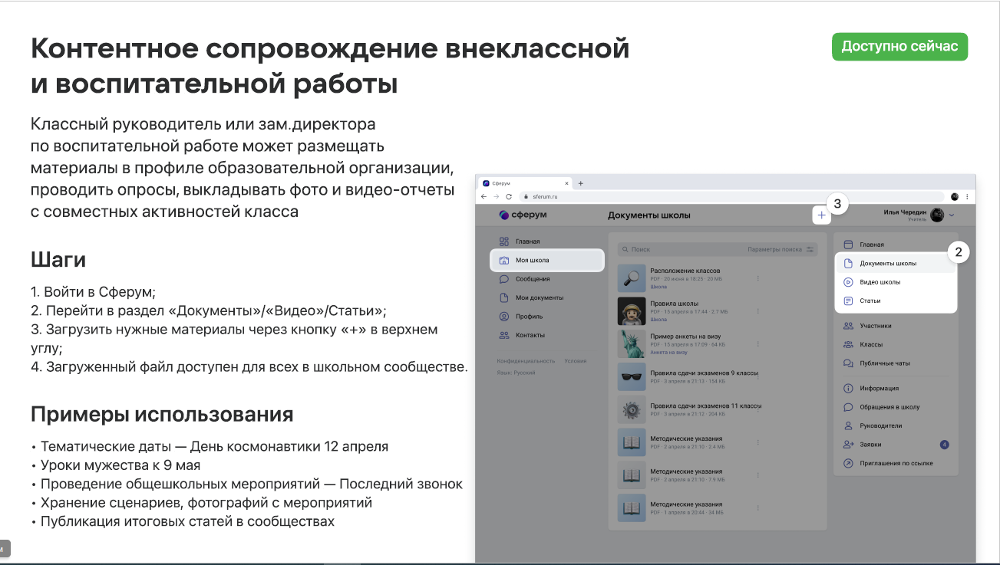 Контентное сопровождение внеклассной
и воспитательной работы
Доступно сейчас
Классный руководитель или зам.директора
по воспитательной работе может размещать
материалы в профиле образовательной организации,
проводить опросы, выкладывать фото и видео-отчеты
с совместных активностей класса
Шаги
1. Войти в Сферум;
2. Перейти в раздел «Документы»/«Видео»/Статьи»;
3. Загрузить нужные материалы через кнопку «+» в верхнем
углу;
4. Загруженный файл доступен для всех в школьном сообществе.
Примеры использования
• Тематические даты — День космонавтики 12 апреля
• Уроки мужества к 9 мая
• Проведение общешкольных мероприятий — Последний звонок
• Хранение сценариев, фотографий с мероприятий
• Публикация итоговых статей в сообществах
Сферум
sferum.ru
сферум
Документы школы
3
Илья Чередин
Учитель
Главная
Моя школа
Сообщения
Мои документы
Профиль
Контакты
Конфиденциальность Условия
Язык: Русский
Поиск
Параметры поиска
Расположение классов
PDF · 20 июня в 18:25 · 20 МБ
Школа
Правила школы
PDF · 15 апреля в 17:44 · 2.7 МБ
Школа
Пример анкеты на визу
PDF · 15 апреля в 17:09 · 64 КБ
Анкета на визу
Правила сдачи экзаменов 9 классы
PDF · 3 апреля в 21:13 · 154 КБ
Правила сдачи экзаменов 11 классы
PDF · 3 апреля в 21:12 · 204 КБ
Методические указания
PDF · 2 апреля в 21:10 · 2.4 МБ
Методические указания
PDF · 2 апреля в 21:10 · 7.9 МБ
Методические указания
PDF · 1 апреля в 20:44 · 34 МБ
Главная
2
Документы школы
Видео школы
Статьи
Участники
Классы
Публичные чаты
Информация
Обращения в школу
Руководители
Заявки 4
Приглашения по ссылке